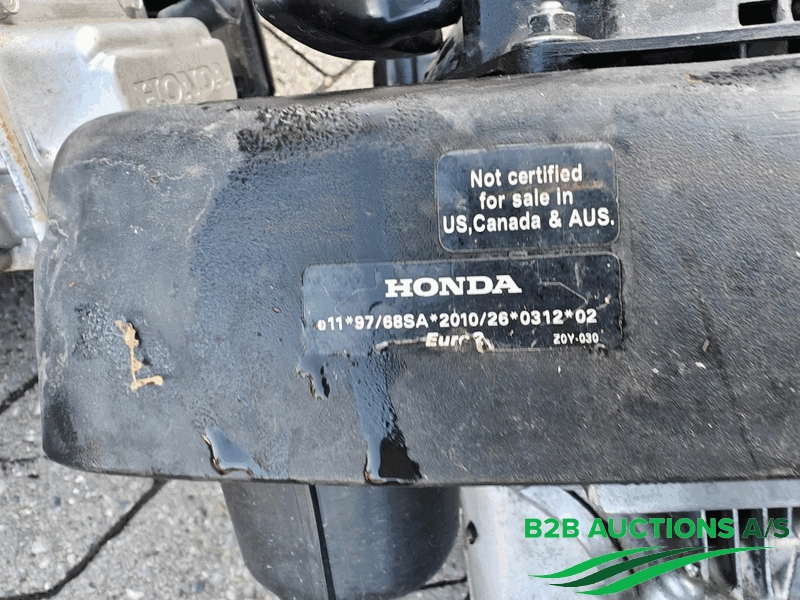 HONDA
Not certified
for sale in
US,Canada & AUS.
HONDA
e11*97/68SA*2010/26*0312*02
Euro
Z0Y-030
B2B AUCTIONS A/S